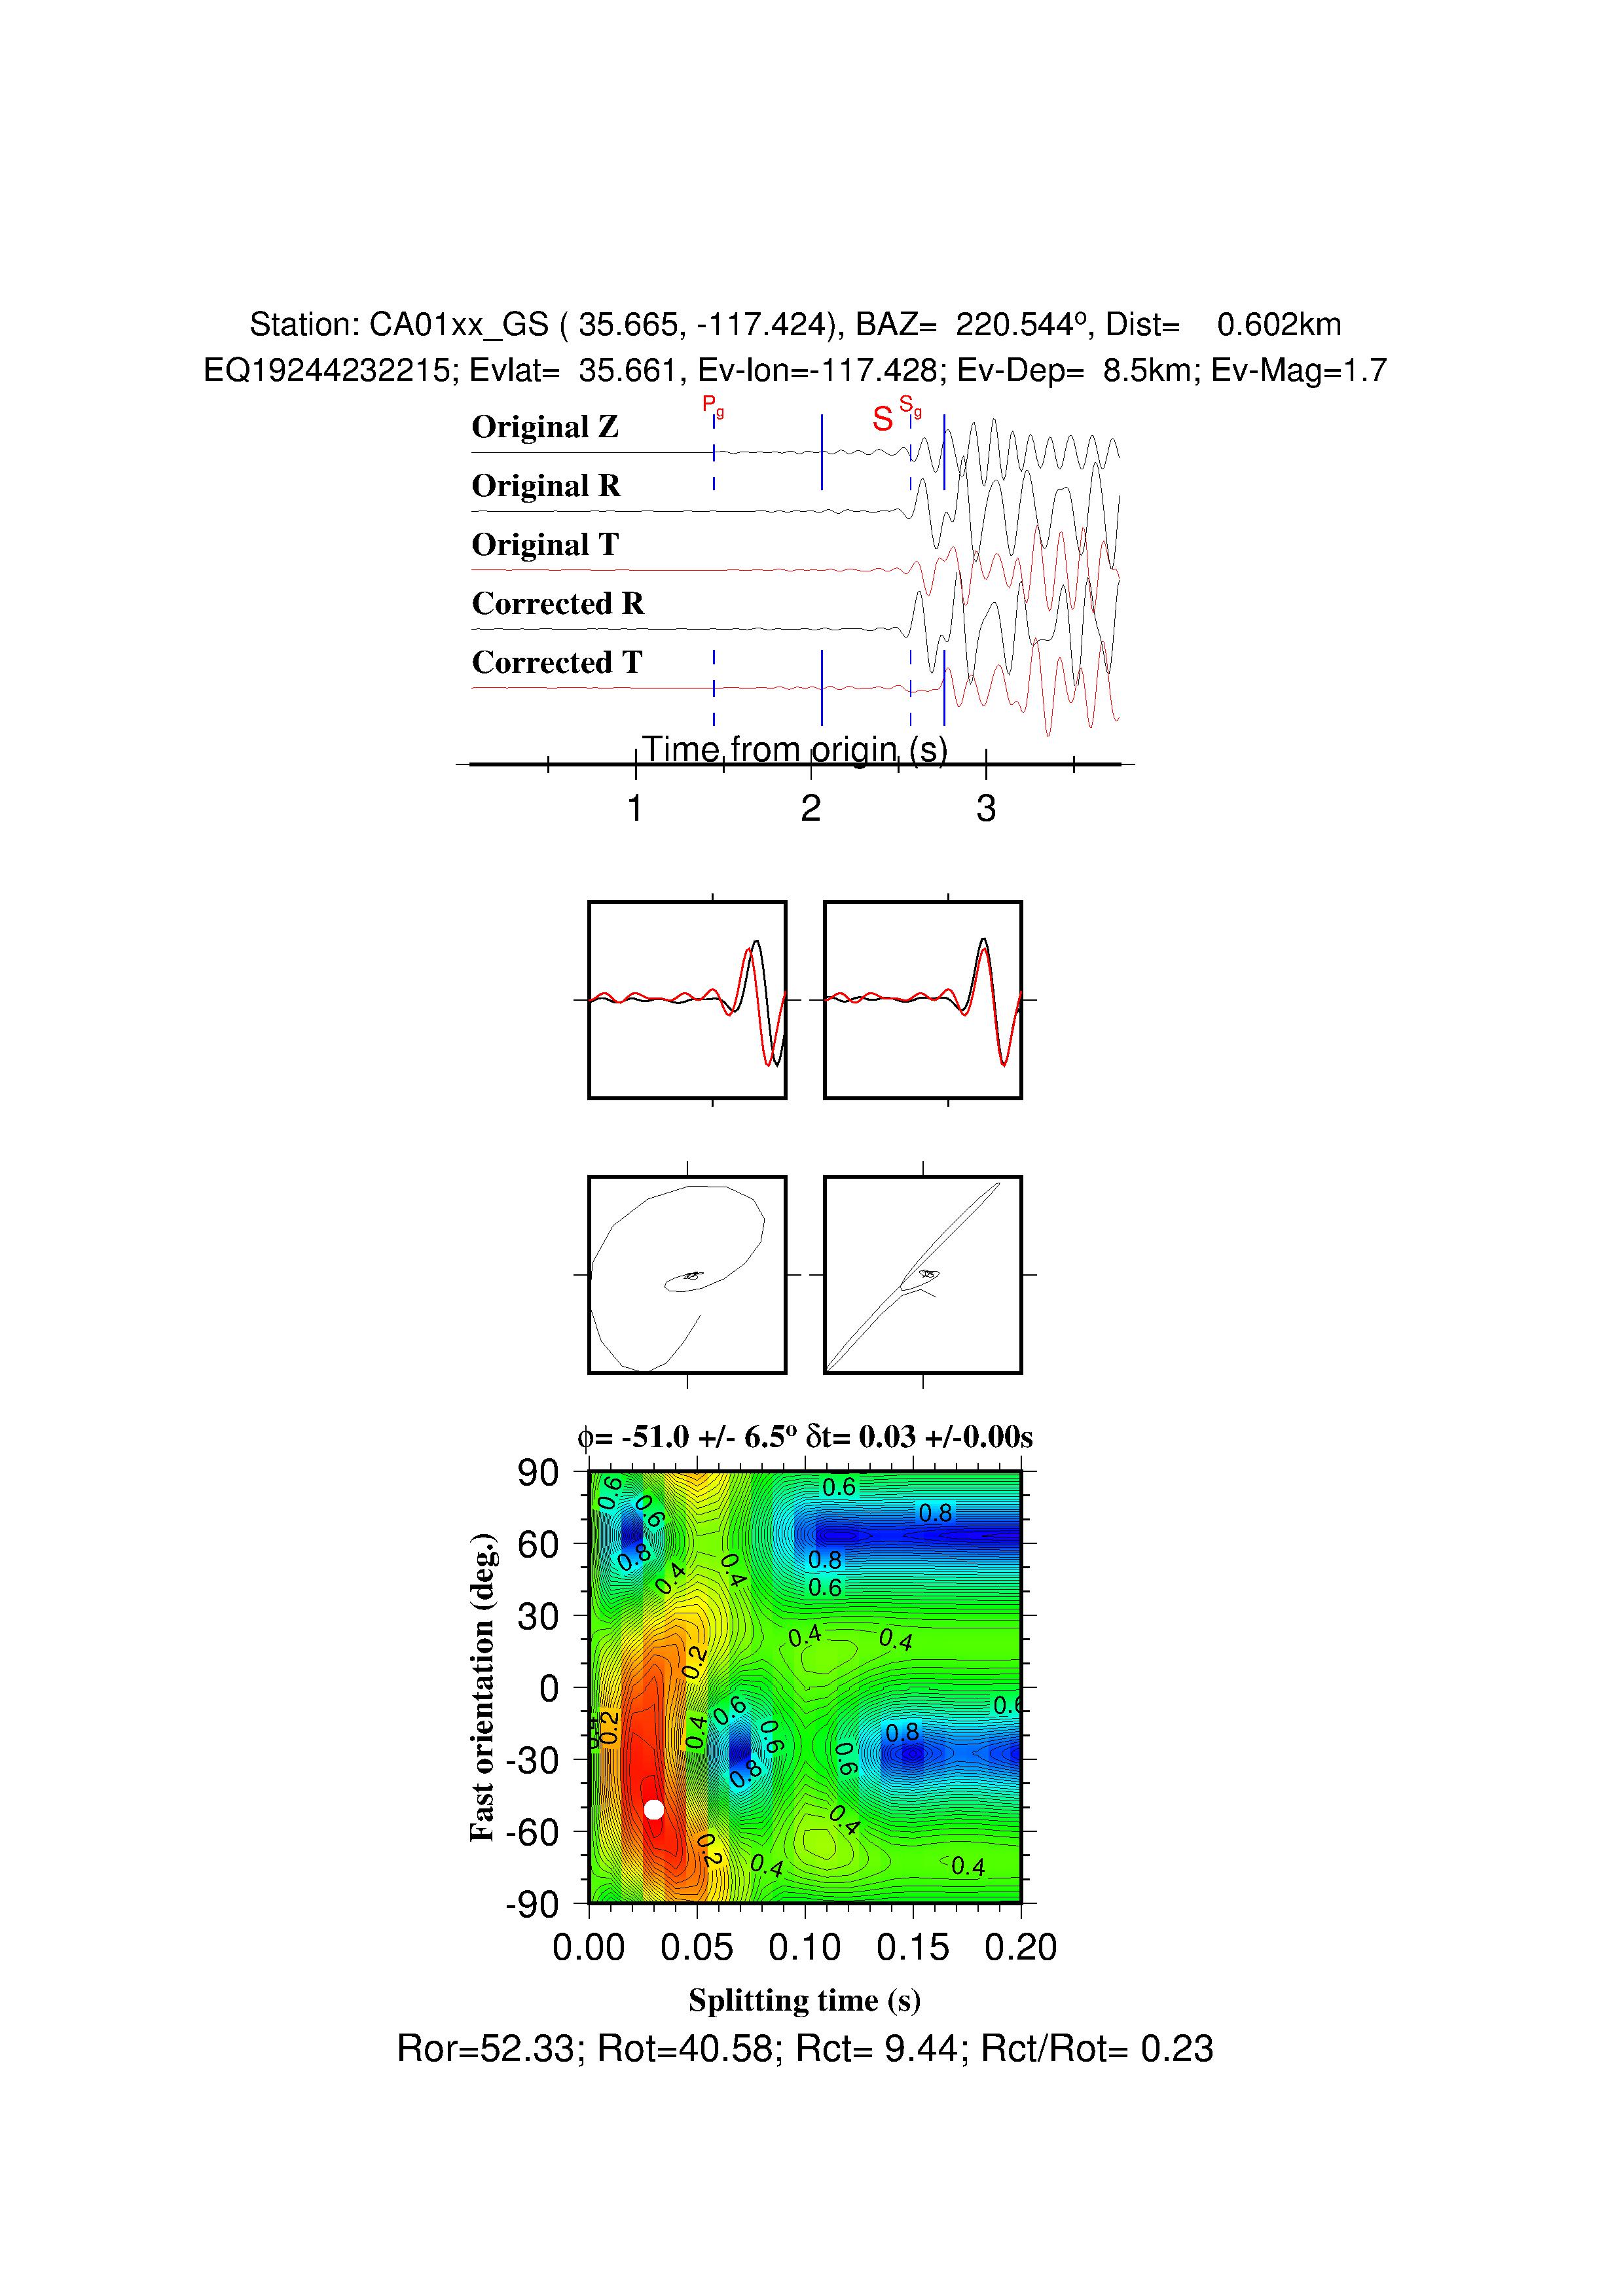 Station: CA01xx_GS ( 35.665, -117.424), BAZ= 220.544º, Dist= 0.602km
EQ19244232215; Evlat= 35.661, Ev-lon=-117.428; Ev-Dep= 8.5km; Ev-Mag=1.7
Pg S Sg
Original Z
Original R
Original T
Corrected R
Corrected T
Time from origin (s)
1 2 3
ϕ= -51.0 +/- 6.5º δt= 0.03 +/-0.00s
Fast orientation (deg.)
90
60
30
0
-30
-60
-90
0.6 0.6 0.8 0.4 0.4
0.6 0.8 0.8 0.6
0.4 0.4
0.2 0.2 0.4 0.4
0.6 0.6 0.8 0.6 0.8 0.6
0.2 0.4 0.4 0.4
0.00 0.05 0.10 0.15 0.20
Splitting time (s)
Ror=52.33; Rot=40.58; Rct= 9.44; Rct/Rot= 0.23